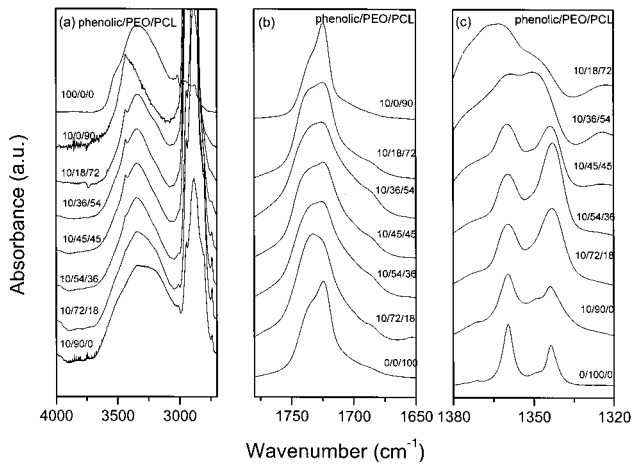 (a) phenolic/PEO/PCL
100/0/0
10/0/90
10/18/72
10/36/54
10/45/45
10/54/36
10/72/18
10/90/0
4000 3500 3000
(b) phenolic/PEO/PCL
10/0/90
10/18/72
10/36/54
10/45/45
10/54/36
10/72/18
0/0/100
1750 1700 1650
(c) phenolic/PEO/PCL
10/18/72
10/36/54
10/45/45
10/54/36
10/72/18
10/90/0
0/100/0
1380 1360 1340 1320
Absorbance (a.u.)
Wavenumber (cm⁻¹)